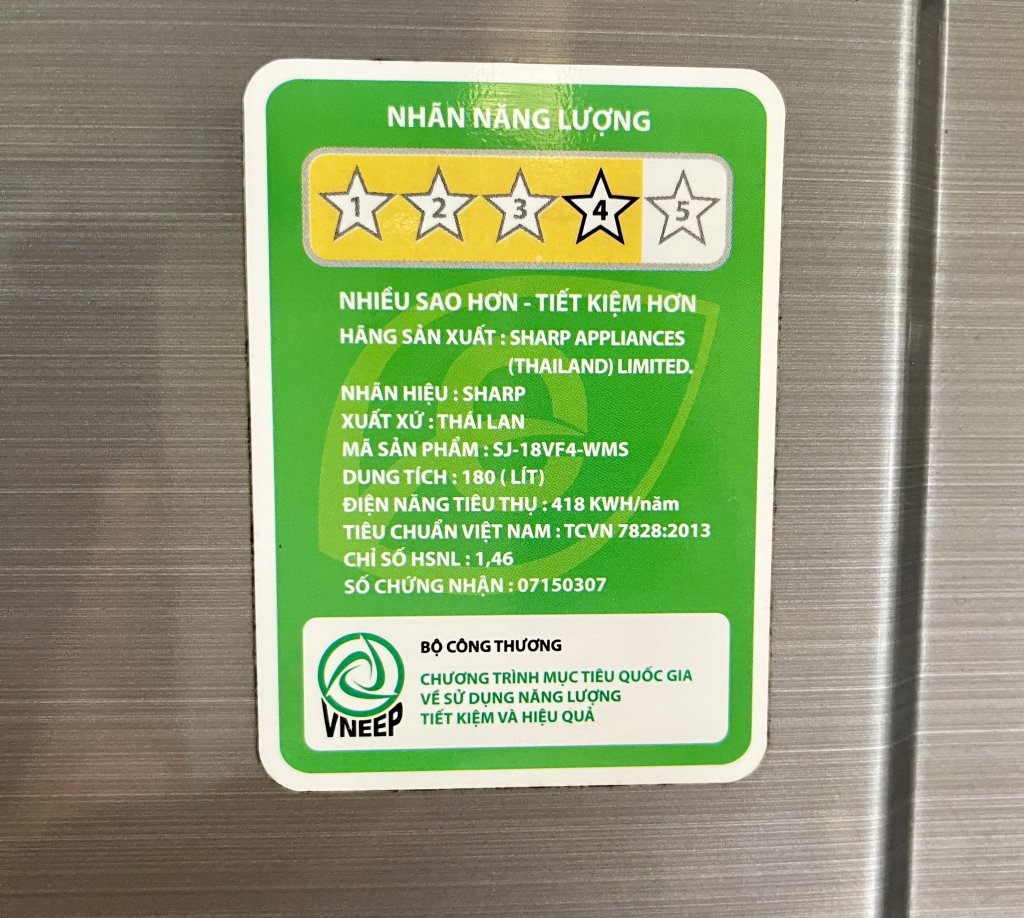 NHÃN NĂNG LƯỢNG
1 2 3 4 5
NHIỀU SAO HƠN - TIẾT KIỆM HƠN
HÃNG SẢN XUẤT : SHARP APPLIANCES
(THAILAND) LIMITED.
NHÃN HIỆU : SHARP
XUẤT XỨ : THÁI LAN
MÃ SẢN PHẨM : SJ-18VF4-WMS
DUNG TÍCH : 180 ( LÍT)
ĐIỆN NĂNG TIÊU THỤ : 418 KWH/năm
TIÊU CHUẨN VIỆT NAM : TCVN 7828:2013
CHỈ SỐ HSNL : 1,46
SỐ CHỨNG NHẬN : 07150307
BỘ CÔNG THƯƠNG
CHƯƠNG TRÌNH MỤC TIÊU QUỐC GIA
VỀ SỬ DỤNG NĂNG LƯỢNG
TIẾT KIỆM VÀ HIỆU QUẢ
VNEEP